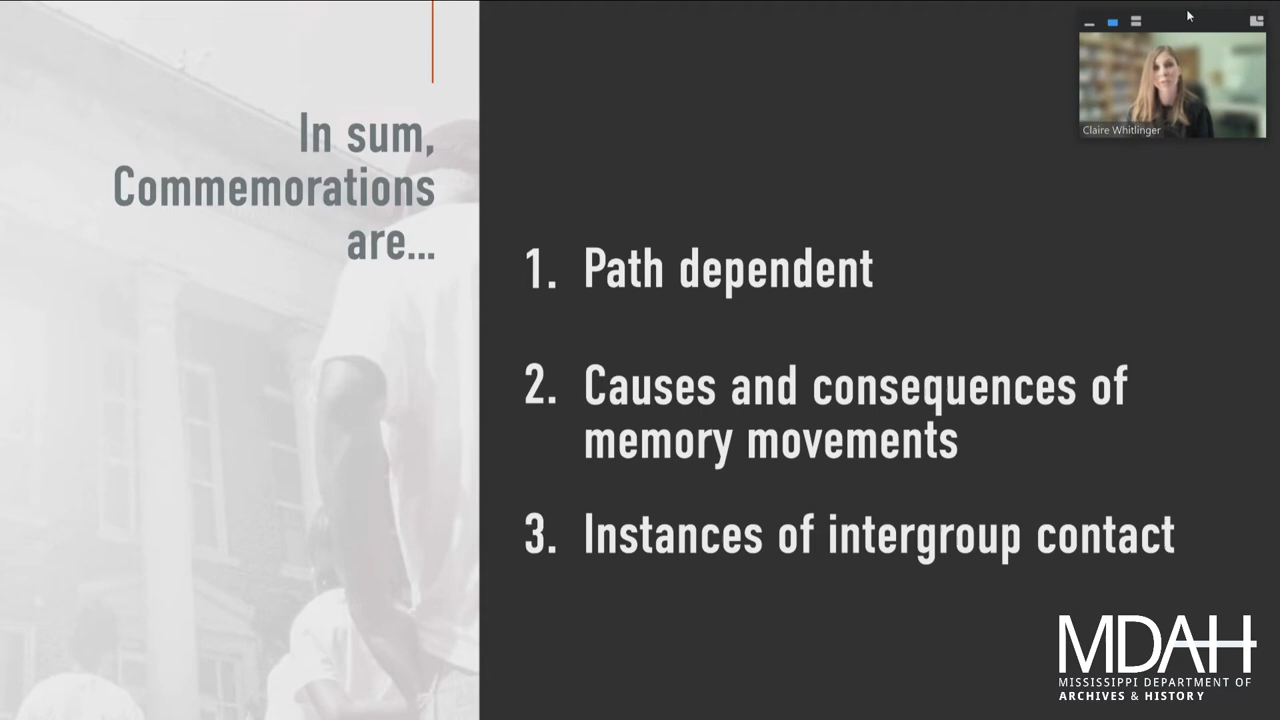 In sum,
Commemorations
are...
Claire Whitlinger
1. Path dependent
2. Causes and consequences of
memory movements
3. Instances of intergroup contact
MDAH
MISSISSIPPI DEPARTMENT OF
ARCHIVES & HISTORY